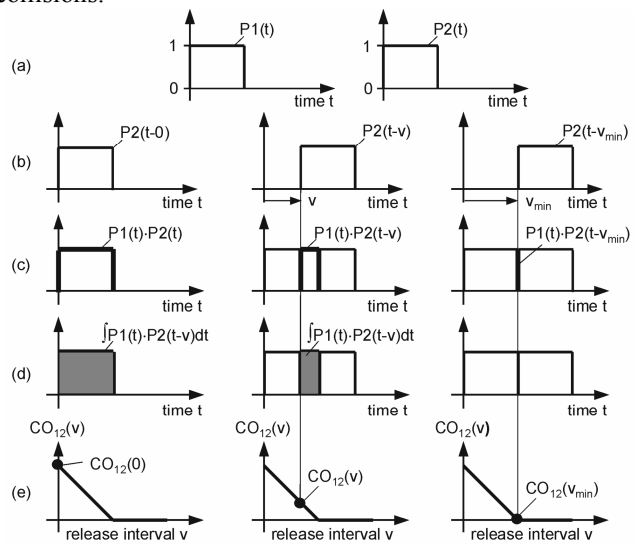 collisions.
P1(t) P2(t)
1 1
(a)
0 0
time t time t
P2(t-0) P2(t-v) P2(t-vmin)
(b)
v vmin
time t time t time t
P1(t)·P2(t) P1(t)·P2(t-v) P1(t)·P2(t-vmin)
(c)
time t time t time t
∫P1(t)·P2(t-v)dt ∫P1(t)·P2(t-v)dt
(d)
time t time t time t
CO12(v) CO12(v) CO12(v)
CO12(0) CO12(v) CO12(vmin)
(e)
release interval v release interval v release interval v